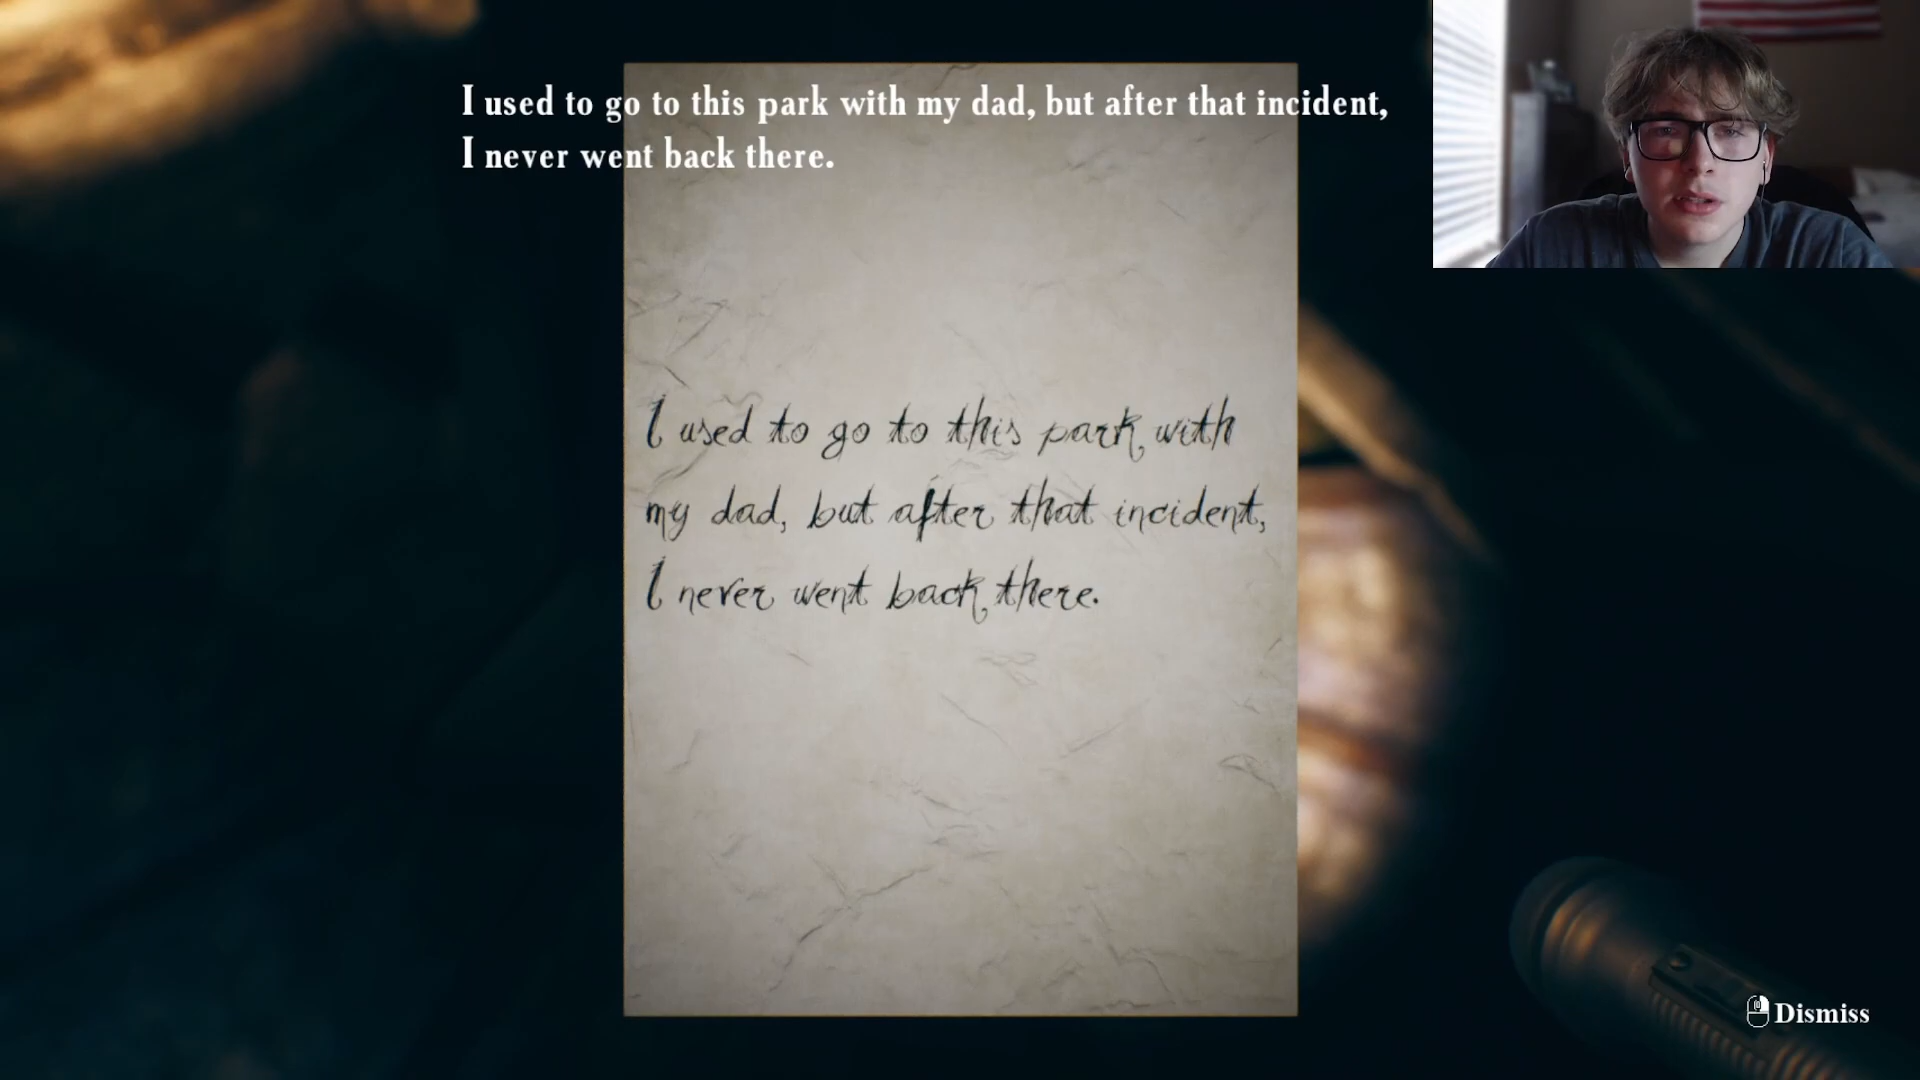 I used to go to this park with my dad, but after that incident,
I never went back there.
I used to go to this park with
my dad, but after that incident,
I never went back there.
Dismiss